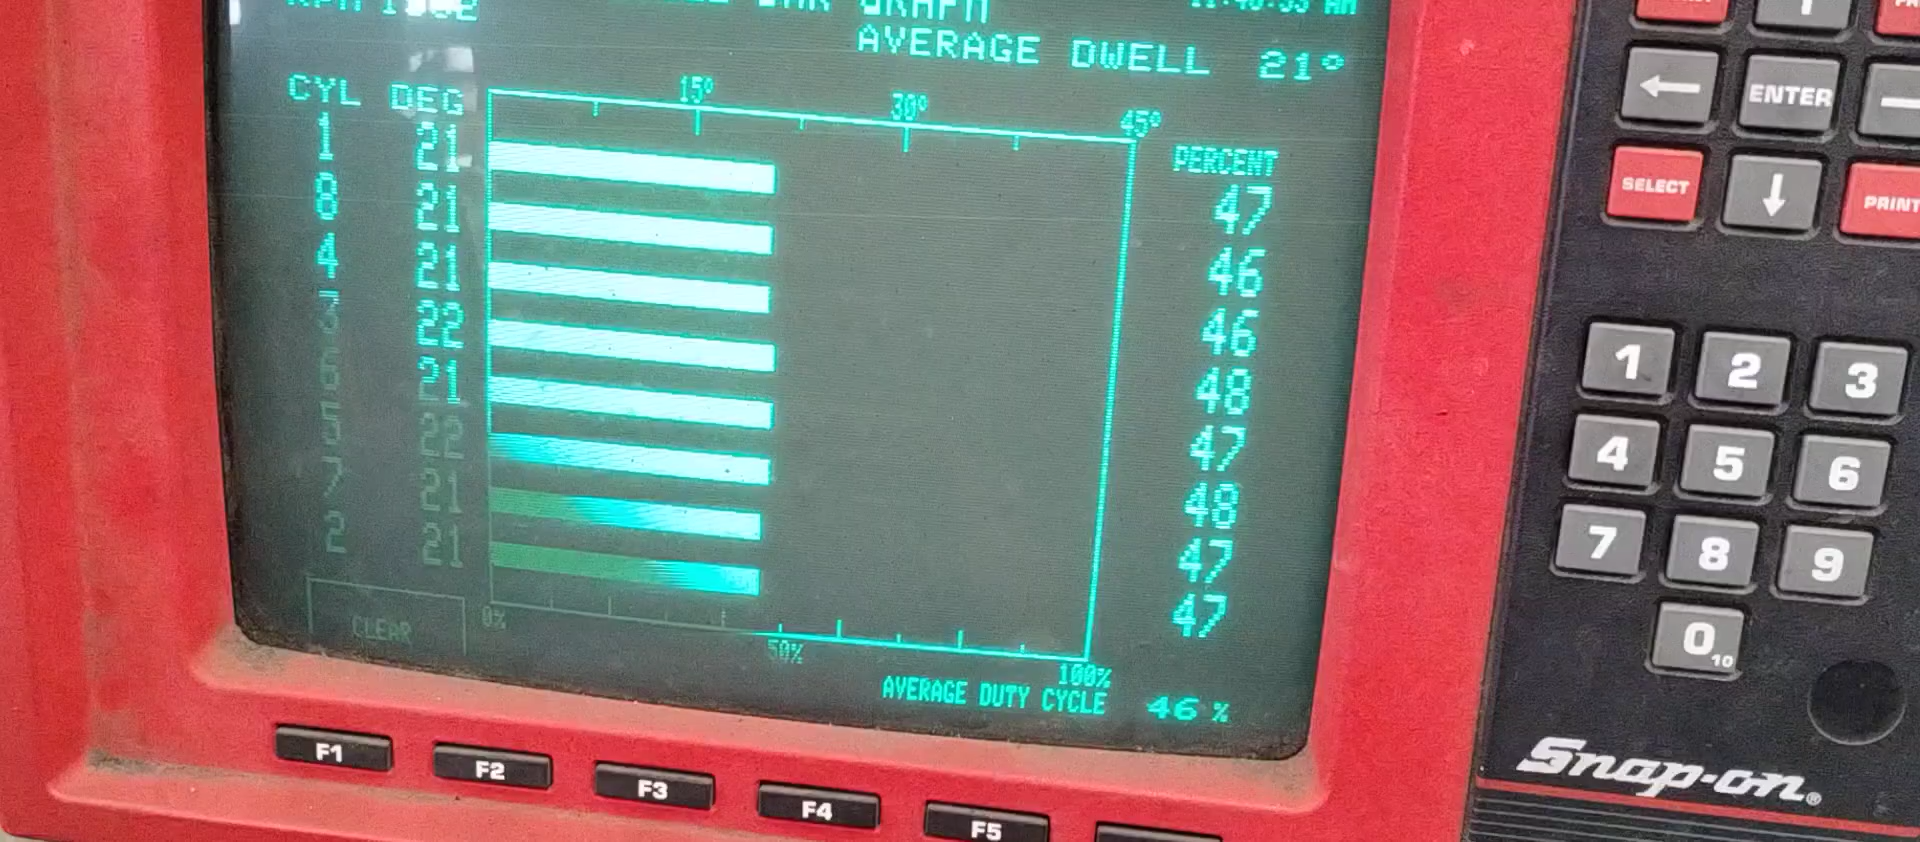 RPM
BAR GRAPH
AVERAGE DWELL 21°
CYL DEG 15° 30° 45° PERCENT
1 21 47
8 21 46
4 21 46
3 22 48
6 21 47
5 22 48
7 21 47
2 21 47
0% 50% 100%
CLEAR
AVERAGE DUTY CYCLE 46 %
F1 F2 F3 F4 F5
← ENTER
SELECT ↓ PRINT
1 2 3
4 5 6
7 8 9
0 10
Snap-on®